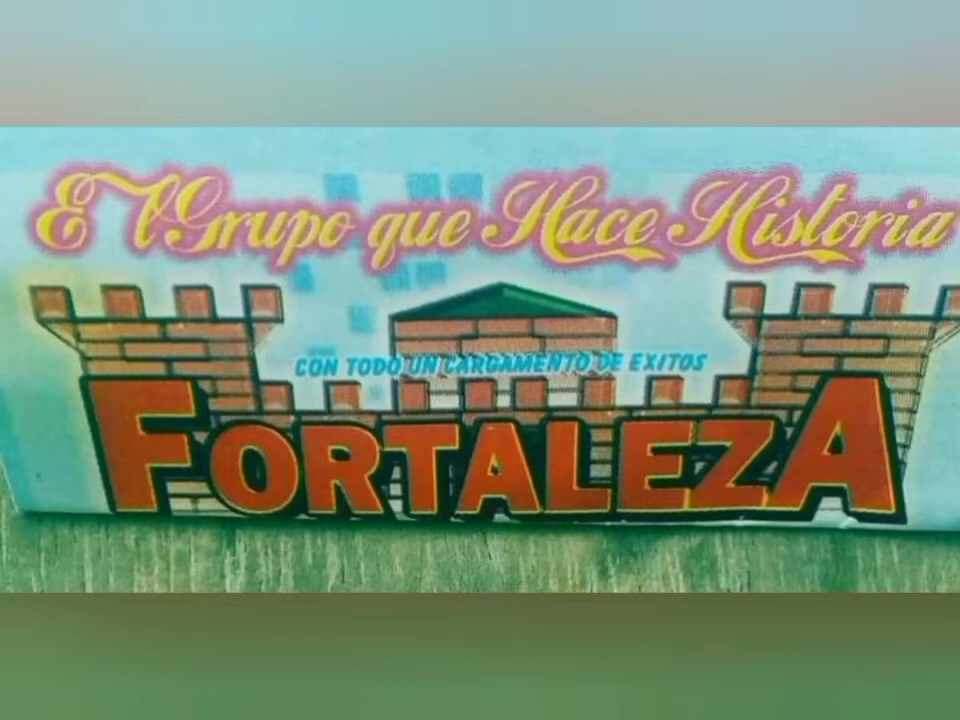 El Grupo que Hace Historia
CON TODO UN CARGAMENTO DE EXITOS
FORTALEZA